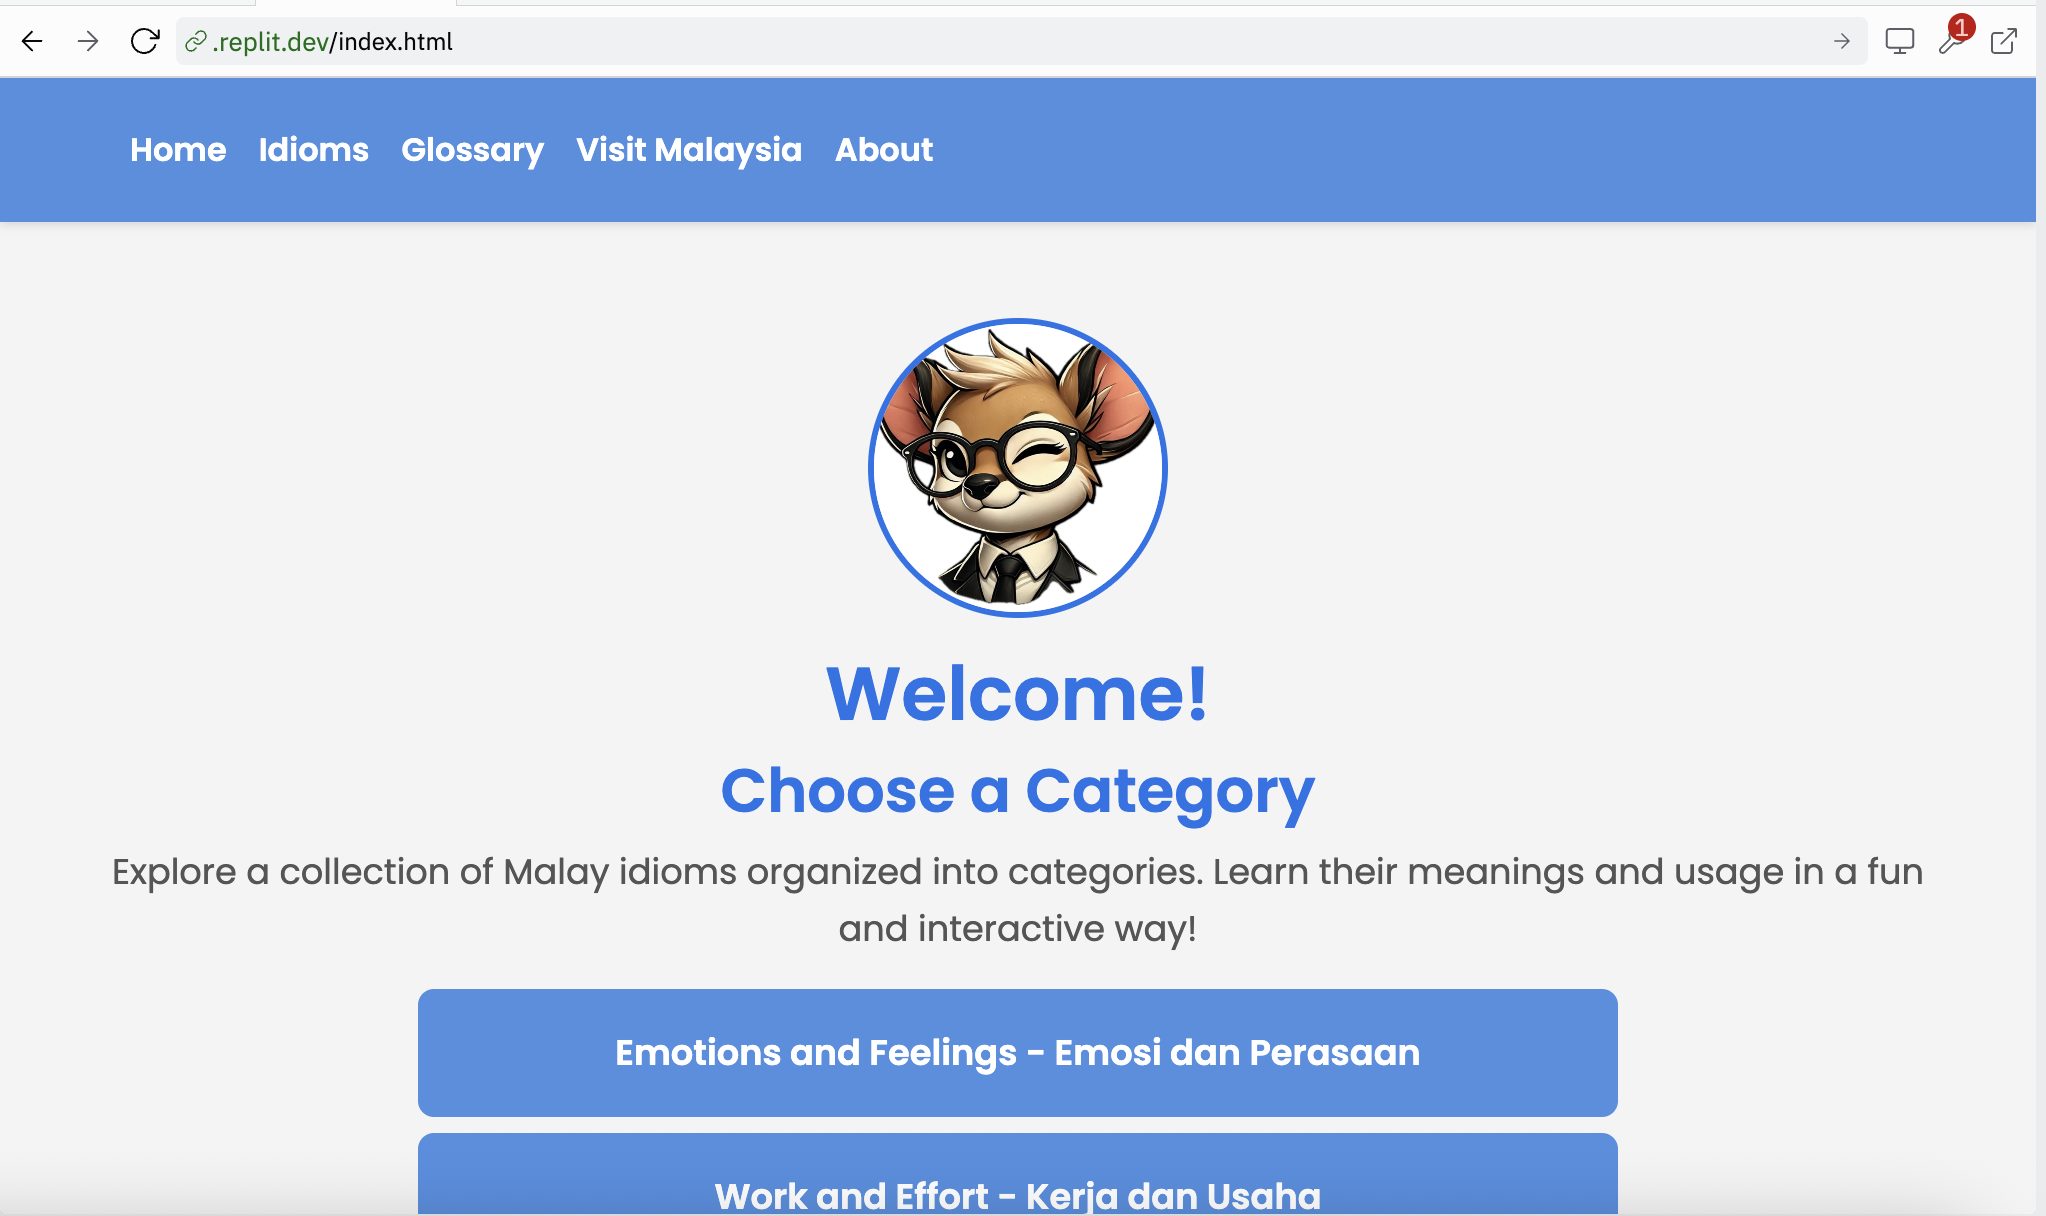 .replit.dev/index.html
1
Home Idioms Glossary Visit Malaysia About
Welcome!
Choose a Category
Explore a collection of Malay idioms organized into categories. Learn their meanings and usage in a fun
and interactive way!
Emotions and Feelings - Emosi dan Perasaan
Work and Effort - Kerja dan Usaha